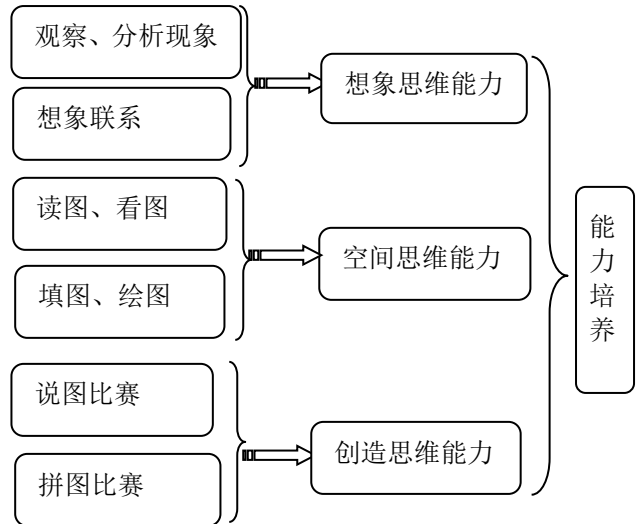 观察、分析现象
想象联系
想象思维能力
读图、看图
填图、绘图
空间思维能力
说图比赛
拼图比赛
创造思维能力
能
力
培
养